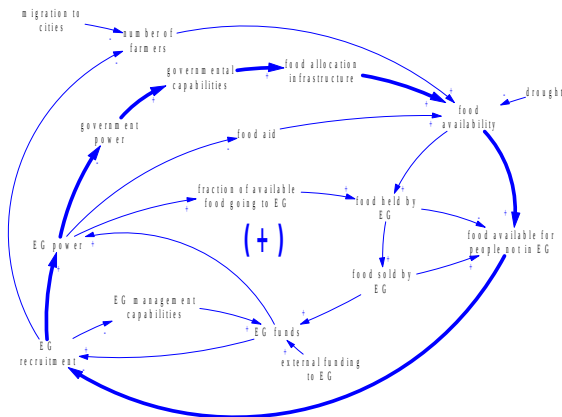 migration to
cities
number of
farmers
governmental
capabilities
food allocation
infrastructure
drought
food
availability
government
power
food aid
fraction of available
food going to EG
food held by
EG
(+)
EG power
food available for
people not in EG
food sold by
EG
EG management
capabilities
EG funds
EG
recruitment
external funding
to EG